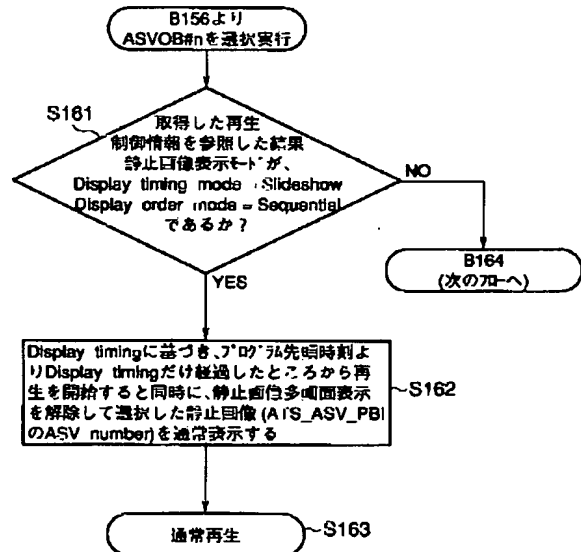 B156より
ASVOB#nを選択実行
S161
取得した再生
制御情報を参照した結果
静止画像表示モードが、
Display timing mode = Slideshow
Display order mode = Sequential
であるか?
NO
B164
(次のフローへ)
YES
Display timingに基づき、プログラム先頭時刻よ
りDisplay timingだけ経過したところから再
生を開始すると同時に、静止画像多画面表示
を解除して選択した静止画像 (ATS_ASV_PBI
のASV number)を通常表示する
S162
通常再生
S163